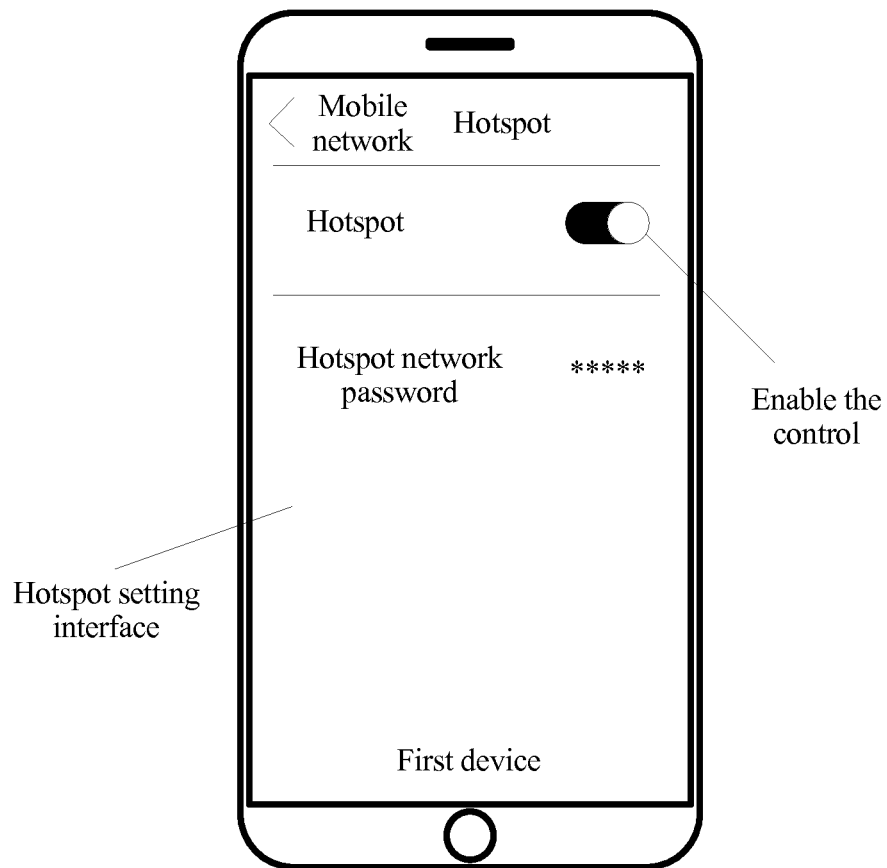 Mobile
network
Hotspot
Hotspot
Hotspot network
password
*****
Enable the
control
Hotspot setting
interface
First device